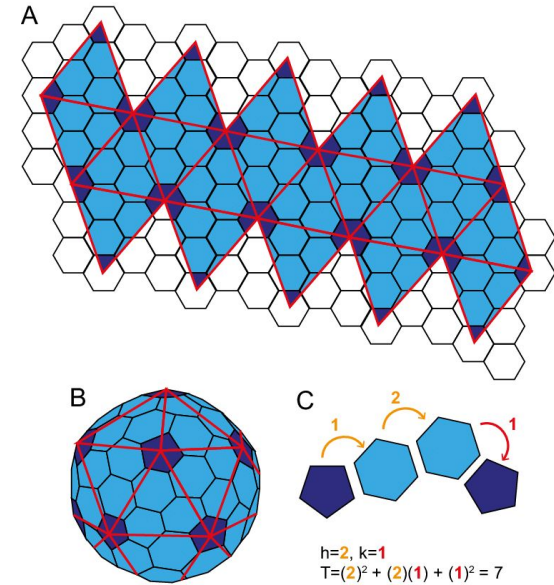 A
B
C
1
2
1
h=2, k=1
T=(2)² + (2)(1) + (1)² = 7